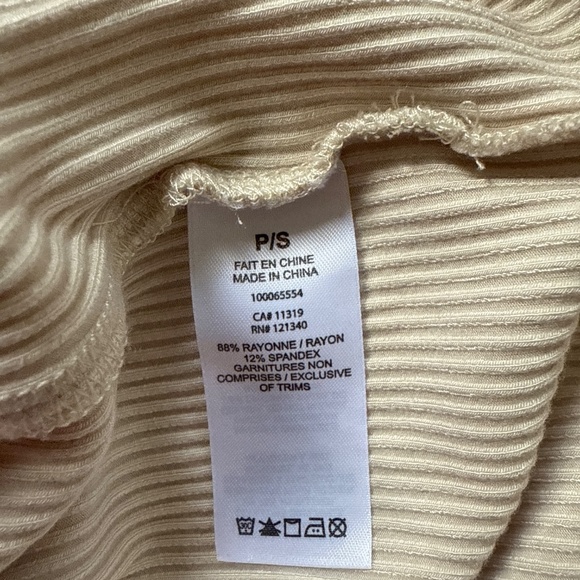 P/S
FAIT EN CHINE
MADE IN CHINA
100065554
CA# 11319
RN# 121340
88% RAYONNE / RAYON
12% SPANDEX
GARNITURES NON
COMPRISES / EXCLUSIVE
OF TRIMS